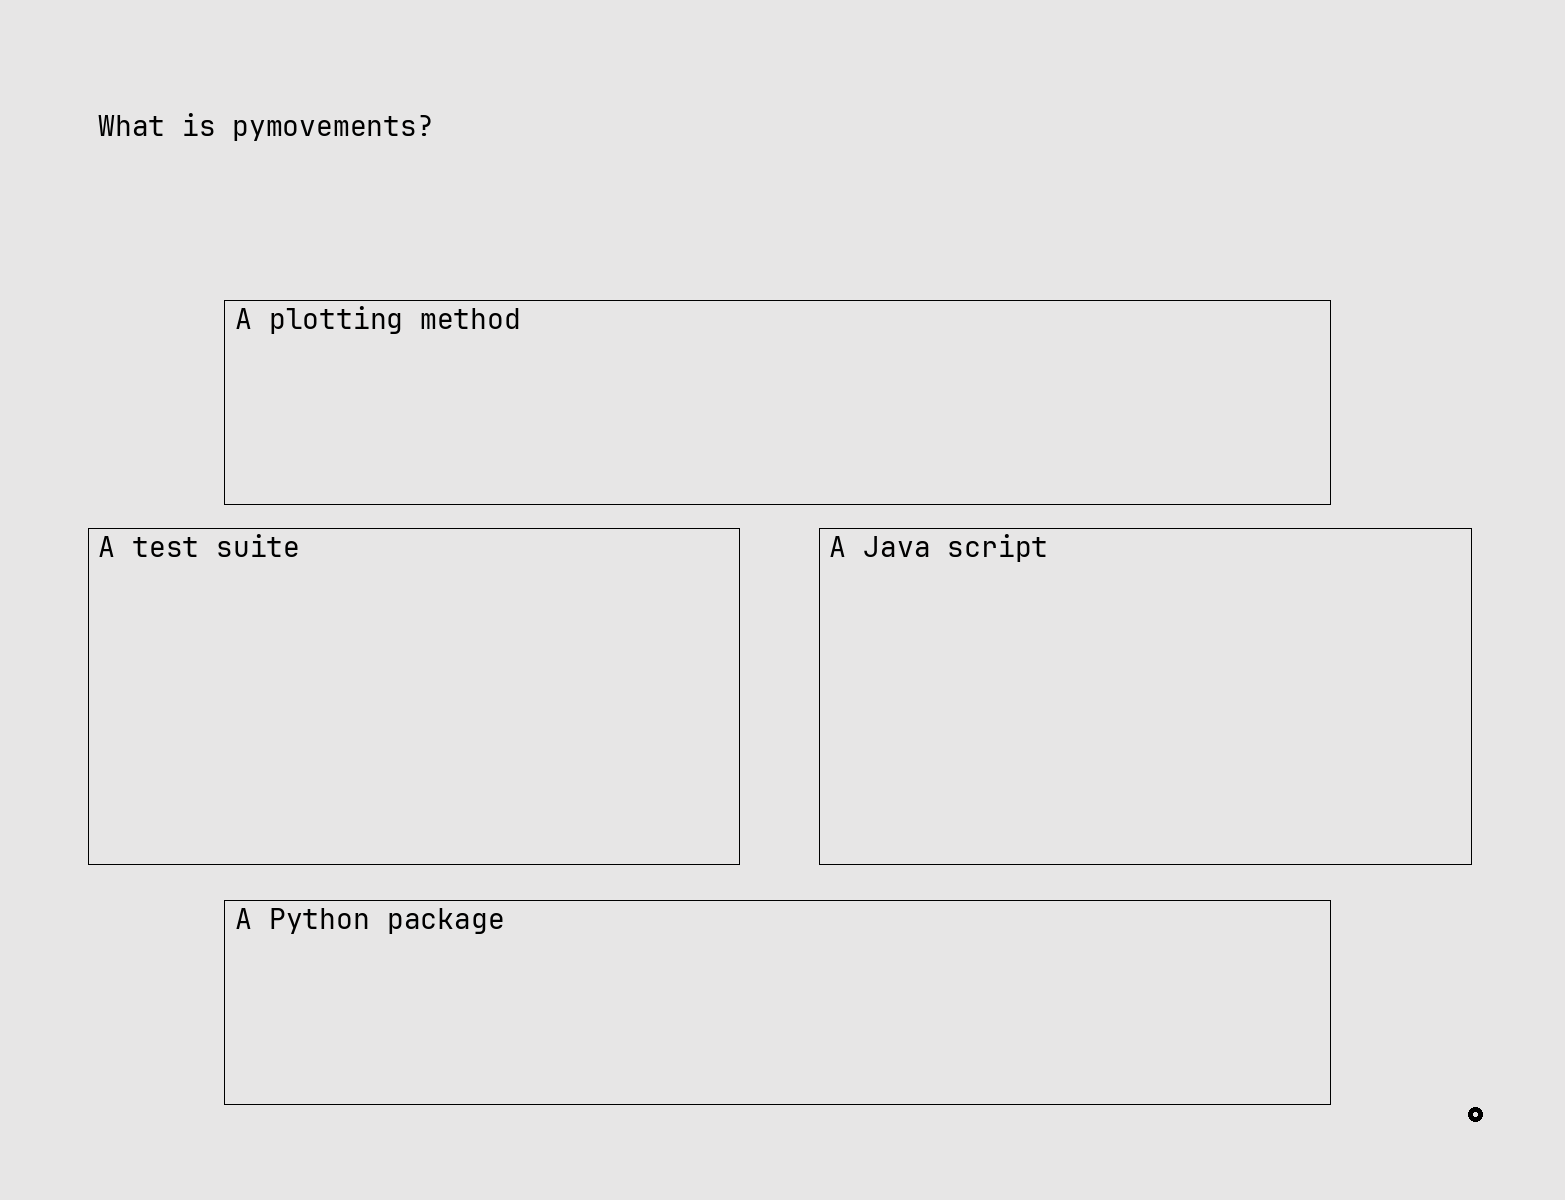 What is pymovements?
A plotting method
A test suite
A Java script
A Python package